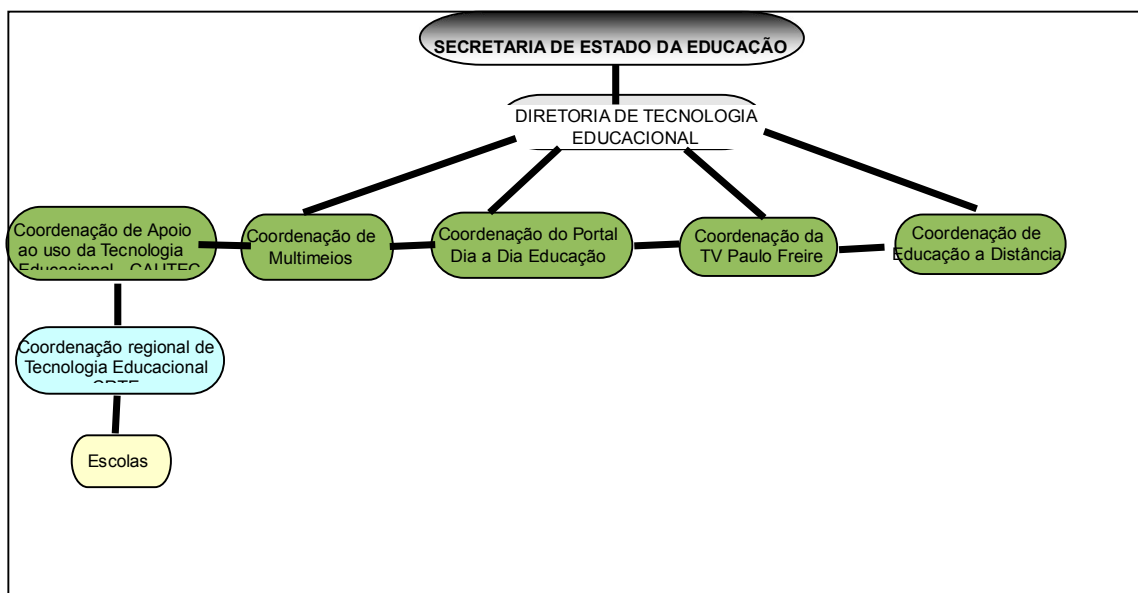 SECRETARIA DE ESTADO DA EDUCAÇÃO
DIRETORIA DE TECNOLOGIA
EDUCACIONAL
Coordenação de Apoio
ao uso da Tecnologia
Educacional - CAUTEC
Coordenação de
Multimeios
Coordenação do Portal
Dia a Dia Educação
Coordenação da
TV Paulo Freire
Coordenação de
Educação a Distância
Coordenação regional de
Tecnologia Educacional
Escolas